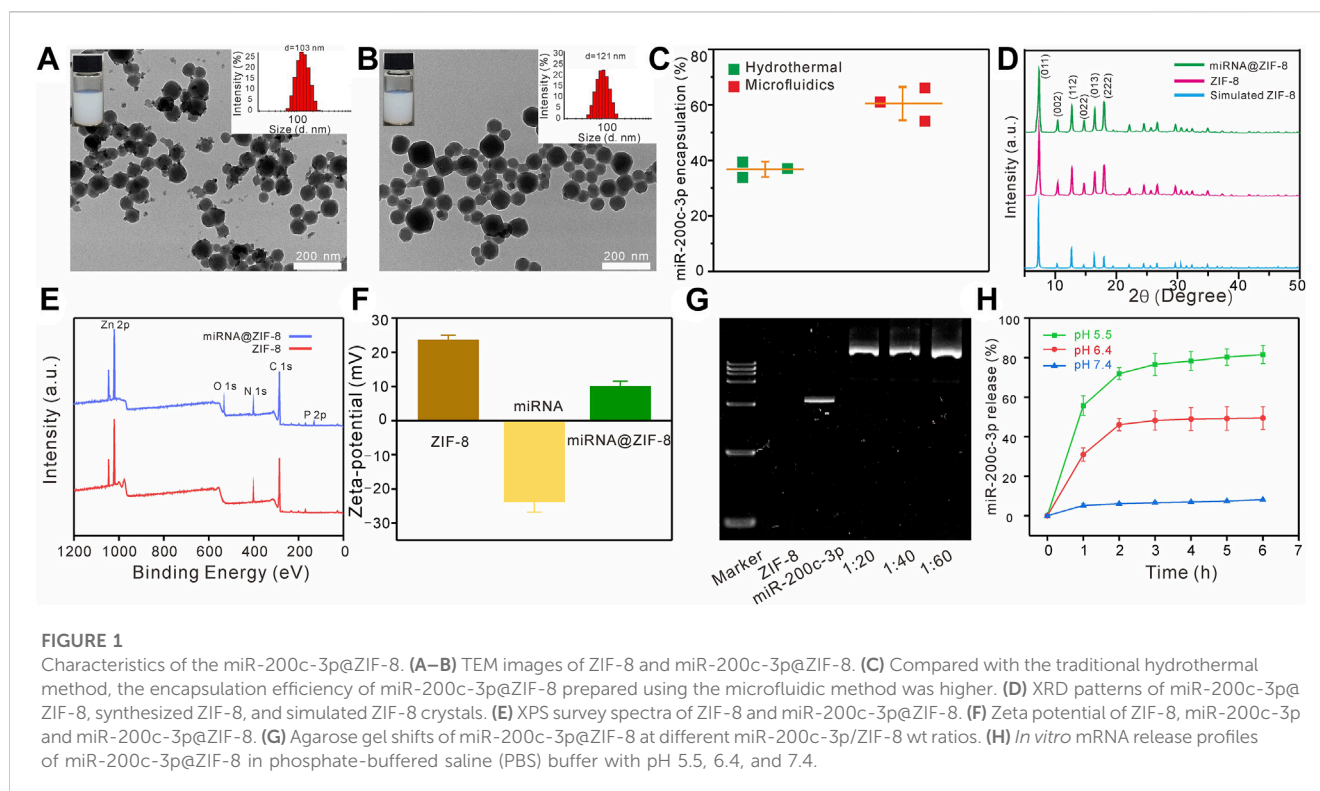 A
d=103 nm
Intensity (%)
25
20
15
10
5
0
100
Size (d. nm)
200 nm
B
d=121 nm
Intensity (%)
30
25
20
15
10
5
0
100
Size (d. nm)
200 nm
C
miR-200c-3p encapsulation (%)
80
60
40
20
0
Hydrothermal
Microfluidics
D
Intensity (a.u.)
(011)
(002)
(112)
(022)
(013)
(222)
miRNA@ZIF-8
ZIF-8
Simulated ZIF-8
10 20 30 40 50
2θ (Degree)
E
Intensity (a.u.)
Zn 2p
miRNA@ZIF-8
ZIF-8
O 1s
N 1s
C 1s
P 2p
1200 1000 800 600 400 200 0
Binding Energy (eV)
F
Zeta-potential (mV)
30
20
10
0
−10
−20
−30
ZIF-8
miRNA
miRNA@ZIF-8
G
Marker
ZIF-8
miR-200c-3p
1:20
1:40
1:60
H
miR-200c-3p release (%)
100
80
60
40
20
0
pH 5.5
pH 6.4
pH 7.4
0 1 2 3 4 5 6 7
Time (h)
FIGURE 1
Characteristics of the miR-200c-3p@ZIF-8. (A–B) TEM images of ZIF-8 and miR-200c-3p@ZIF-8. (C) Compared with the traditional hydrothermal
method, the encapsulation efficiency of miR-200c-3p@ZIF-8 prepared using the microfluidic method was higher. (D) XRD patterns of miR-200c-3p@
ZIF-8, synthesized ZIF-8, and simulated ZIF-8 crystals. (E) XPS survey spectra of ZIF-8 and miR-200c-3p@ZIF-8. (F) Zeta potential of ZIF-8, miR-200c-3p
and miR-200c-3p@ZIF-8. (G) Agarose gel shifts of miR-200c-3p@ZIF-8 at different miR-200c-3p/ZIF-8 wt ratios. (H) In vitro mRNA release profiles
of miR-200c-3p@ZIF-8 in phosphate-buffered saline (PBS) buffer with pH 5.5, 6.4, and 7.4.